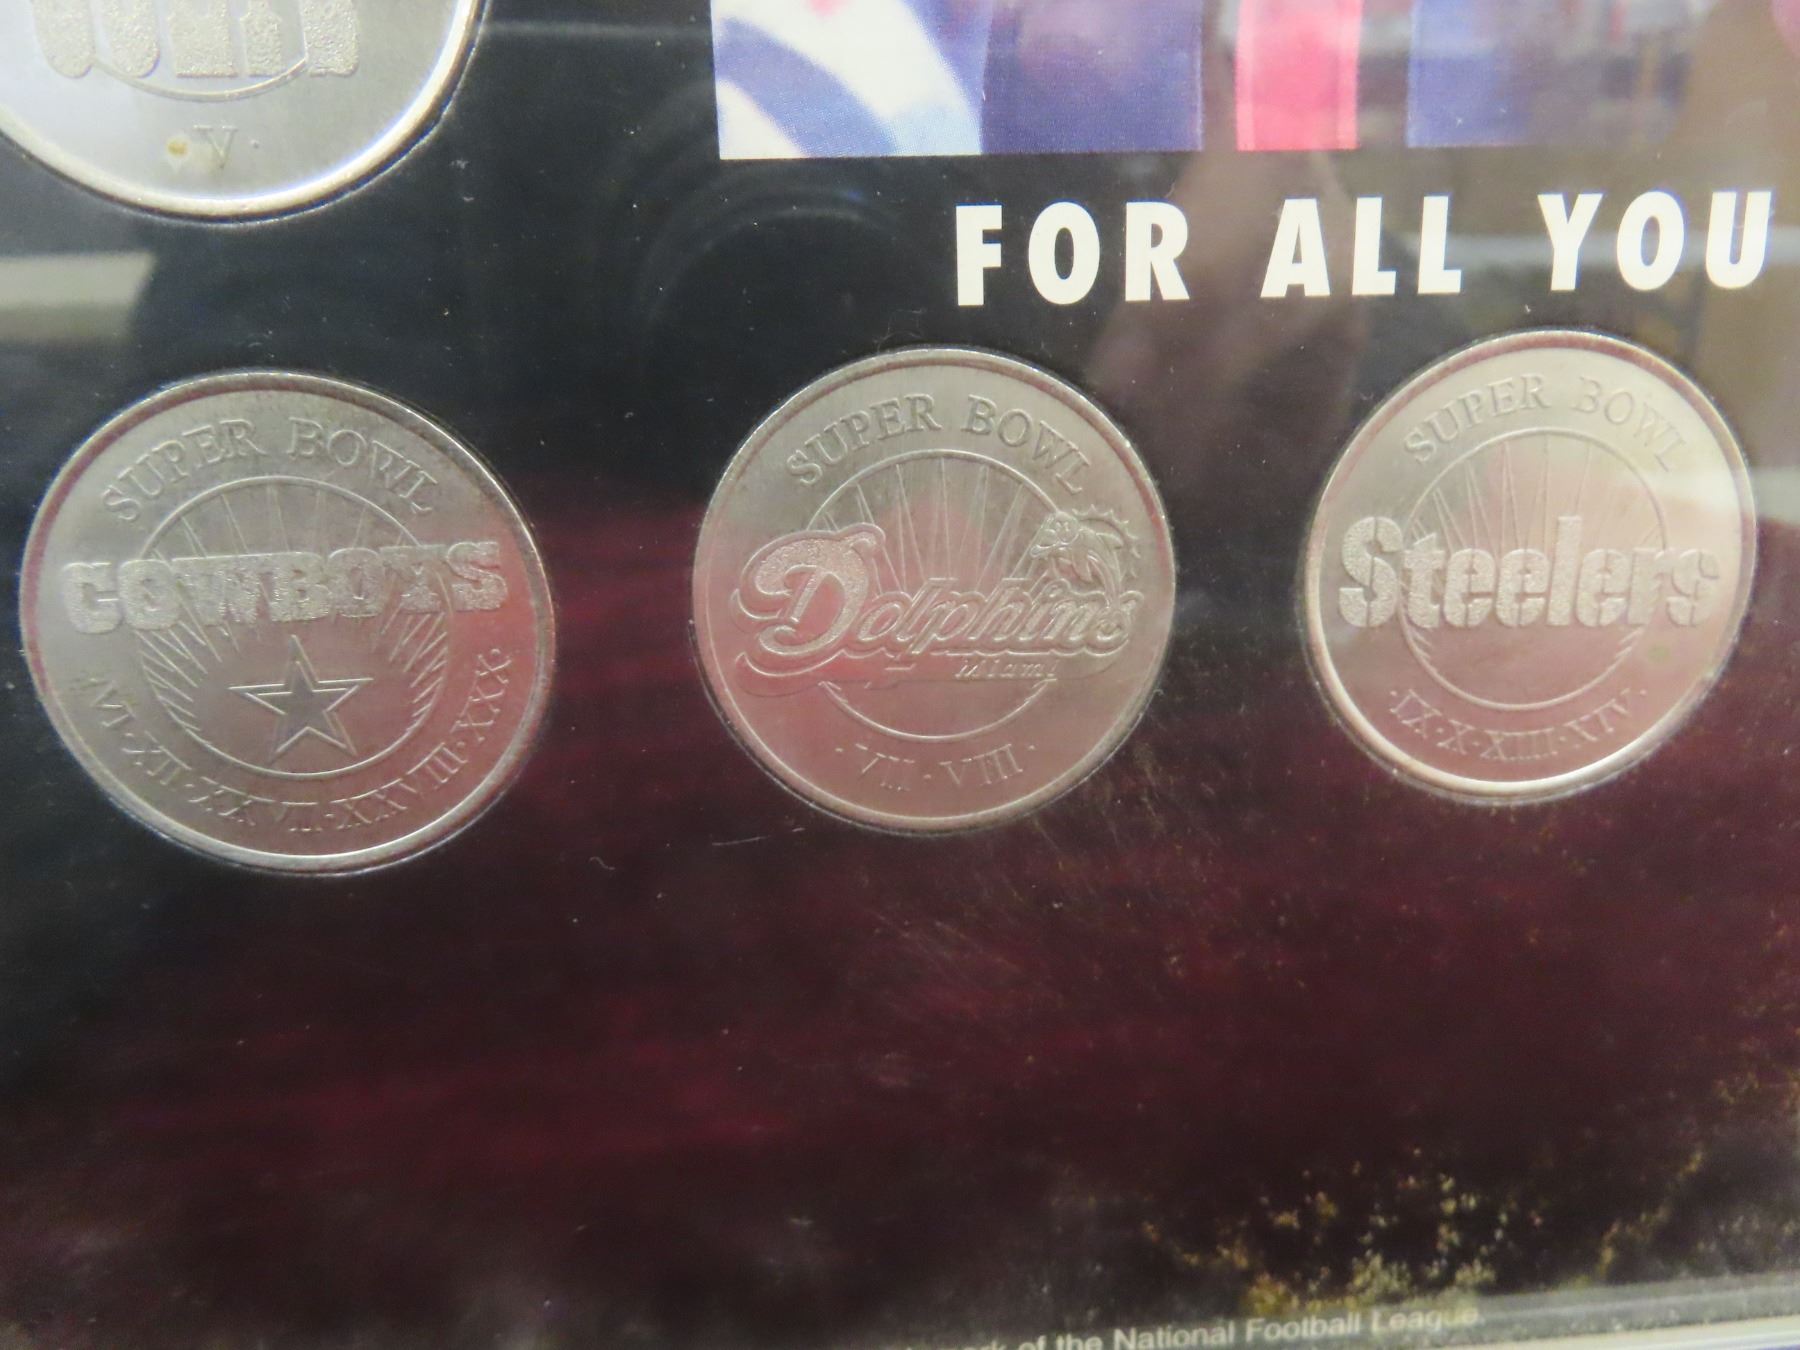 COLTS
·V·
FOR ALL YOU
SUPER BOWL
COWBOYS
·VI·XII·XXVII·XXVIII·XXX·
SUPER BOWL
Dolphins
Miami
·VII·VIII·
SUPER BOWL
Steelers
·IX·X·XIII·XIV·
of the National Football League.